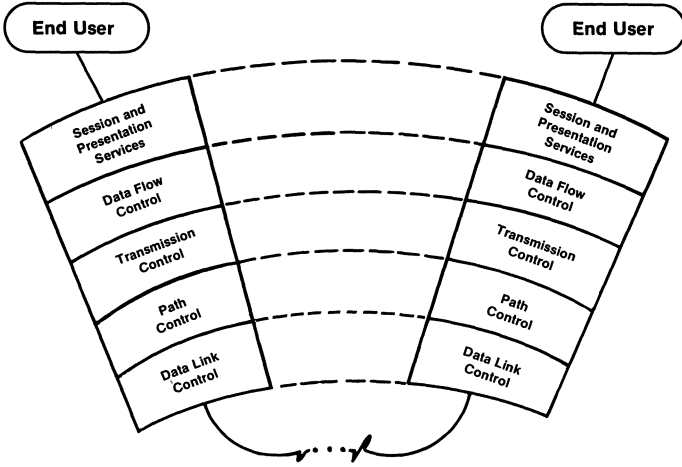 End User
End User
Session and
Presentation
Services
Data Flow
Control
Transmission
Control
Path
Control
Data Link
Control
Session and
Presentation
Services
Data Flow
Control
Transmission
Control
Path
Control
Data Link
Control